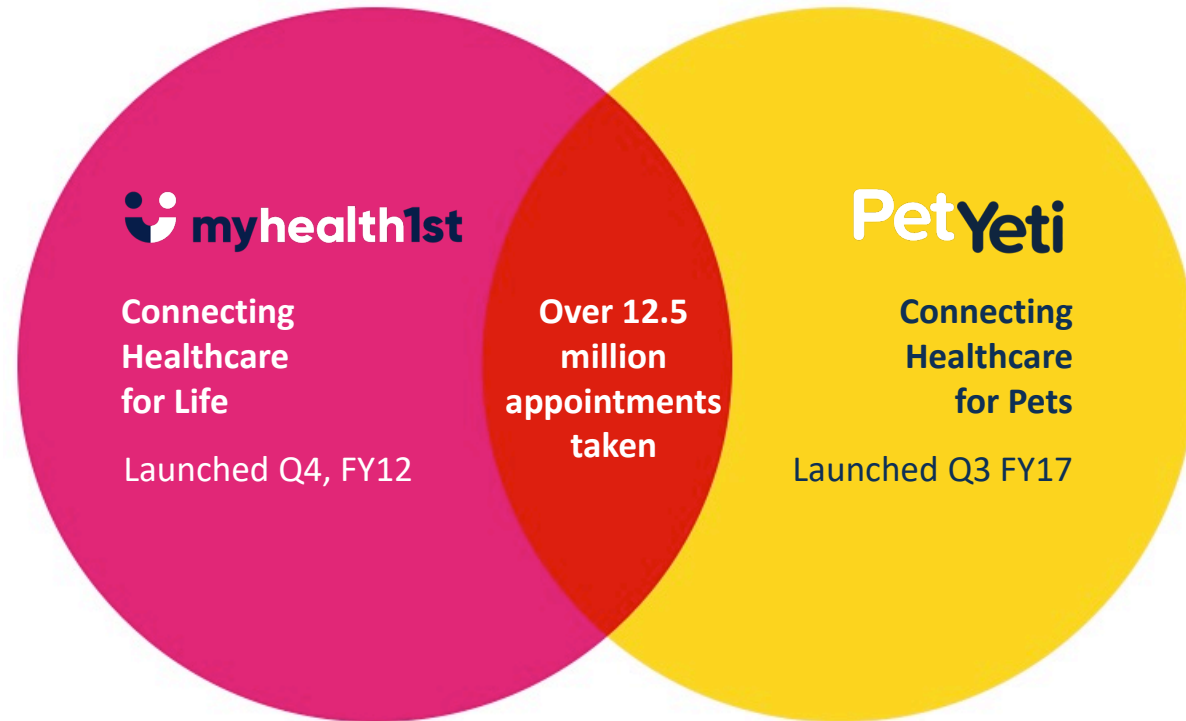 myhealth1st
Connecting
Healthcare
for Life
Launched Q4, FY12
Over 12.5
million
appointments
taken
PetYeti
Connecting
Healthcare
for Pets
Launched Q3 FY17